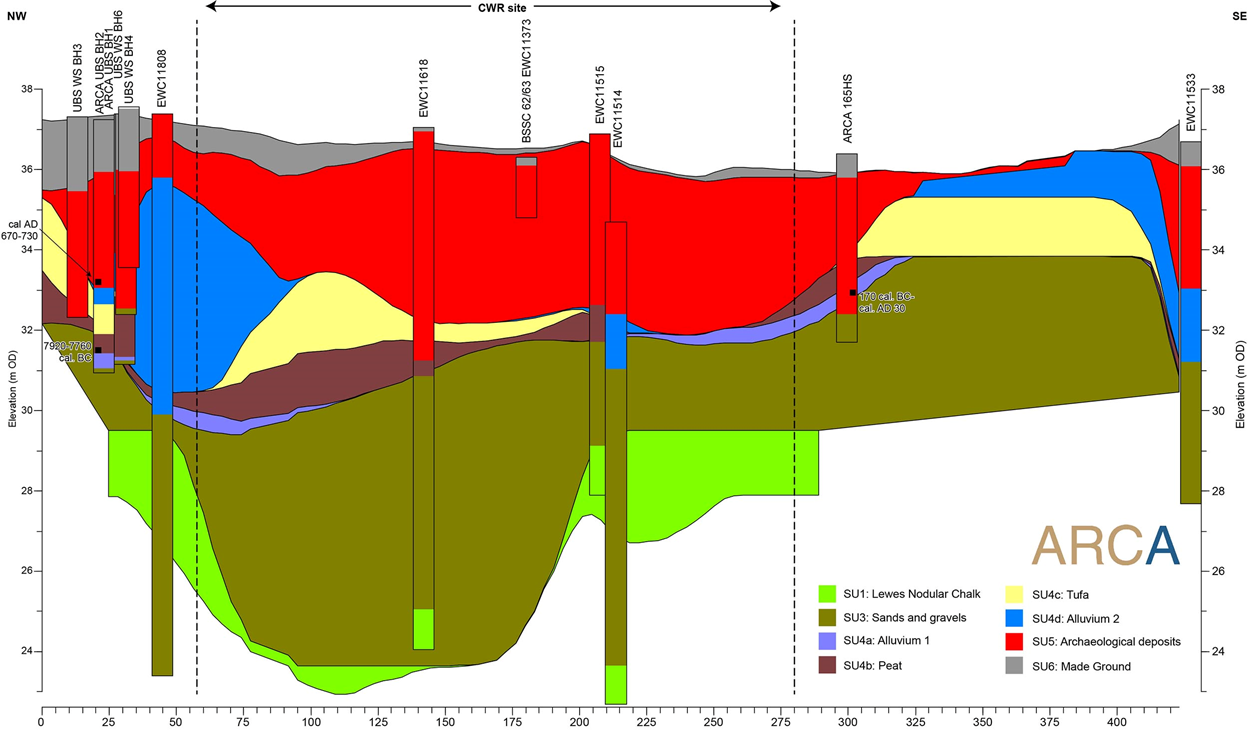 NW
CWR site
SE
UBS WS BH3
ARCA UBS BH2
ARCA UBS BH1
UBS WS BH6
UBS WS BH4
EWC11808
EWC11618
BSSC 62/63 EWC11373
EWC11515
EWC11514
ARCA 165HS
EWC11533
38
36
34
32
30
28
26
24
Elevation (m OD)
38
36
34
32
30
28
26
24
Elevation (m OD)
cal AD
670-730
7920-7760
cal. BC
170 cal. BC-
cal. AD 30
ARCA
SU1: Lewes Nodular Chalk
SU3: Sands and gravels
SU4a: Alluvium 1
SU4b: Peat
SU4c: Tufa
SU4d: Alluvium 2
SU5: Archaeological deposits
SU6: Made Ground
0 25 50 75 100 125 150 175 200 225 250 275 300 325 350 375 400